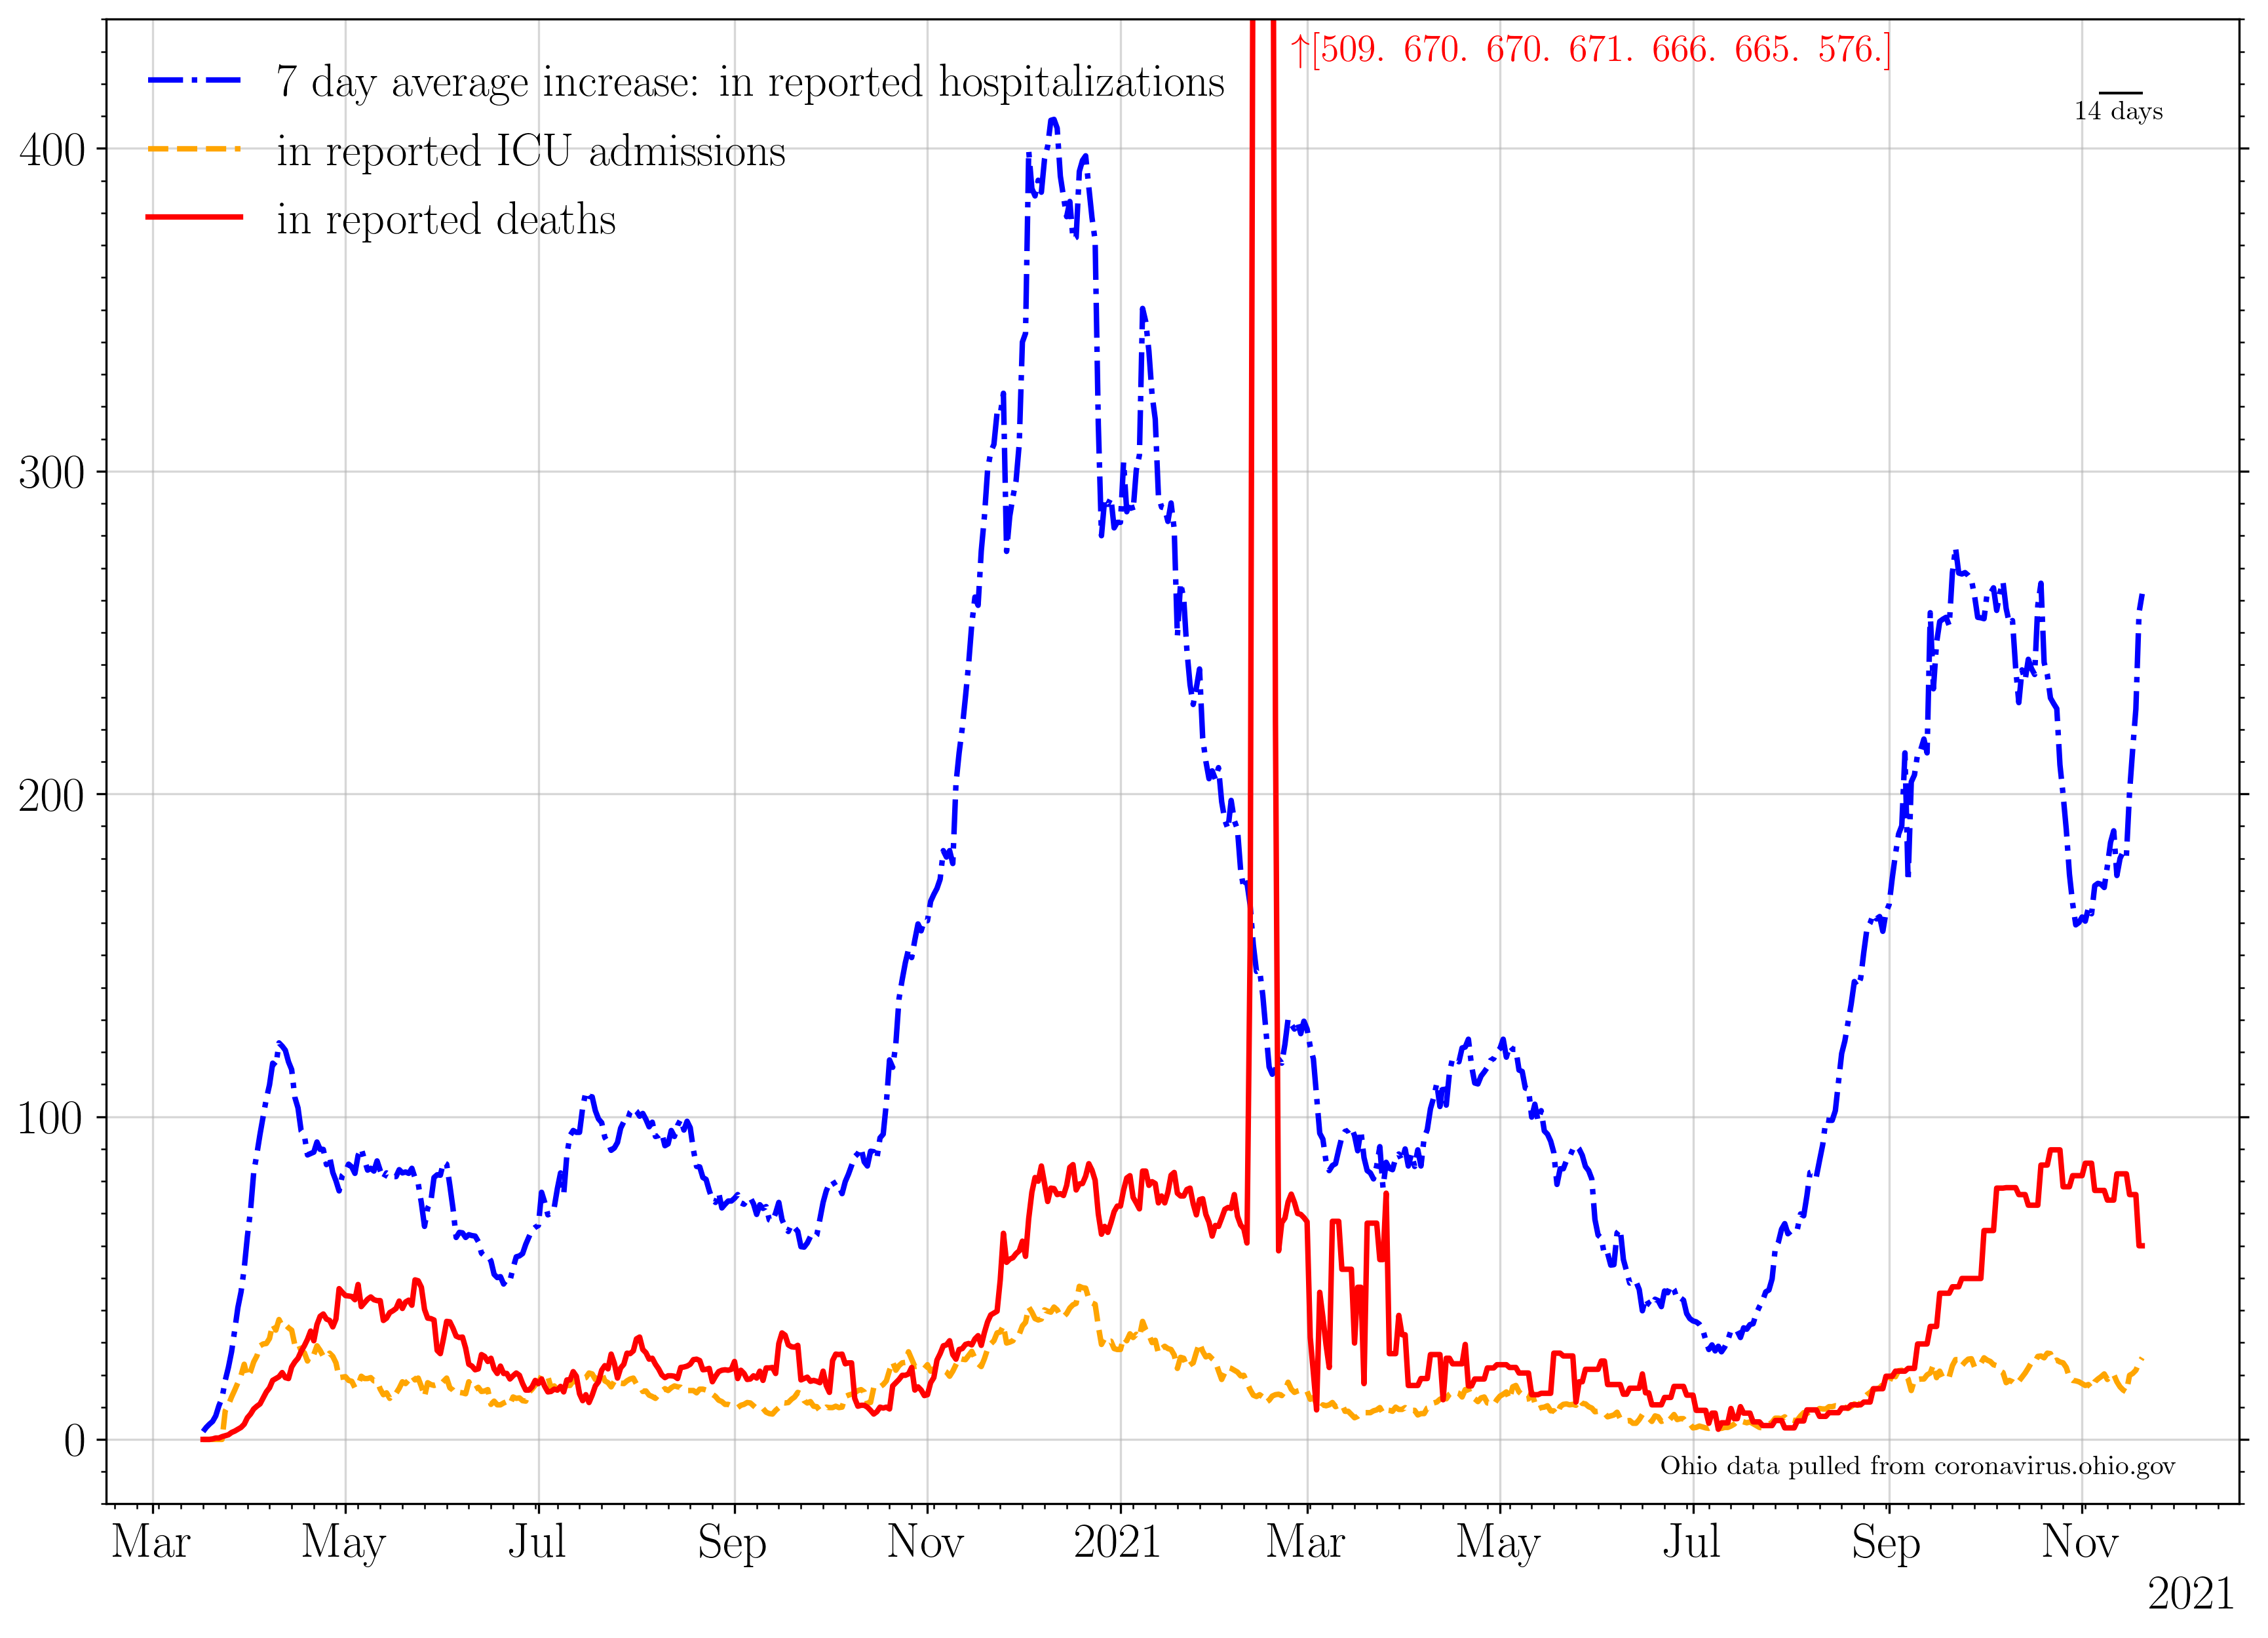 ↑[509. 670. 670. 671. 666. 665. 576.]
7 day average increase: in reported hospitalizations
in reported ICU admissions
in reported deaths
14 days
400
300
200
100
0
Ohio data pulled from coronavirus.ohio.gov
Mar May Jul Sep Nov 2021 Mar May Jul Sep Nov
2021